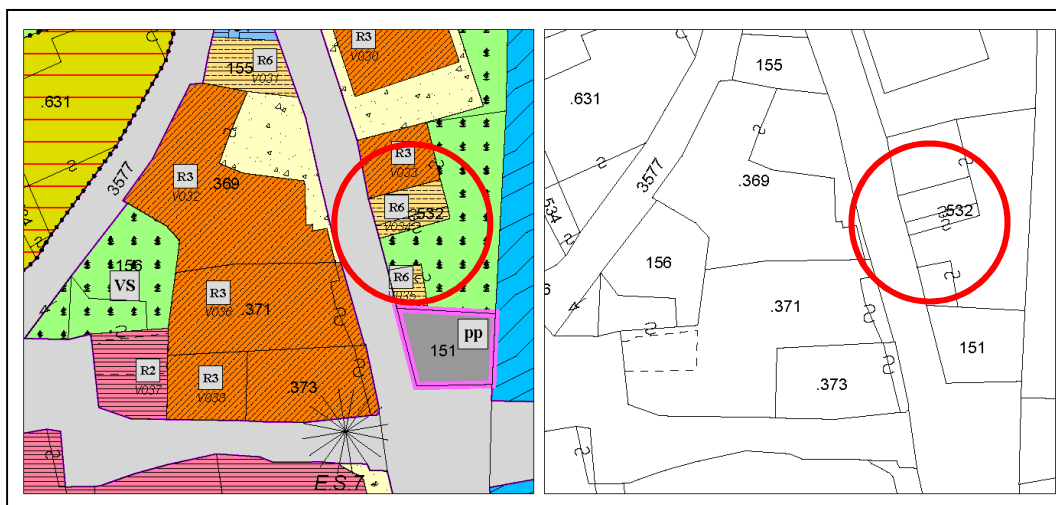 R3
V030
R6
155
V031
.631
R3
V033
3577
R3
V032
.369
R6
.532
156
VS
R6
V035
R3
V036
.371
pp
151
R2
V037
R3
V038
.373
E.S.7
155
.631
3577
.369
.532
534
156
.371
151
.373